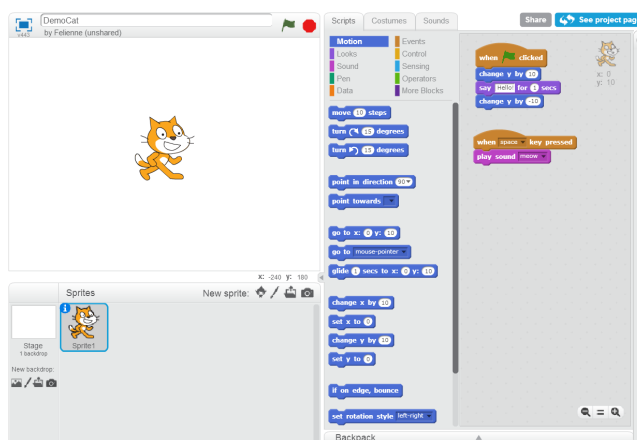 DemoCat
by Felienne (unshared)
v442
X: -240 y: 180
Sprites
New sprite:
Stage
1 backdrop
New backdrop:
Sprite1
Scripts
Costumes
Sounds
Share
See project pag
Motion
Looks
Sound
Pen
Data
Events
Control
Sensing
Operators
More Blocks
move 10 steps
turn 15 degrees
turn 15 degrees
point in direction 90
point towards
go to x: 0 y: 10
go to mouse-pointer
glide 1 secs to x: 0 y: 10
change x by 10
set x to 0
change y by 10
set y to 0
if on edge, bounce
set rotation style left-right
Backpack
when clicked
change y by 10
say Hello! for 1 secs
change y by -10
when space key pressed
play sound meow
x: 0
y: 10